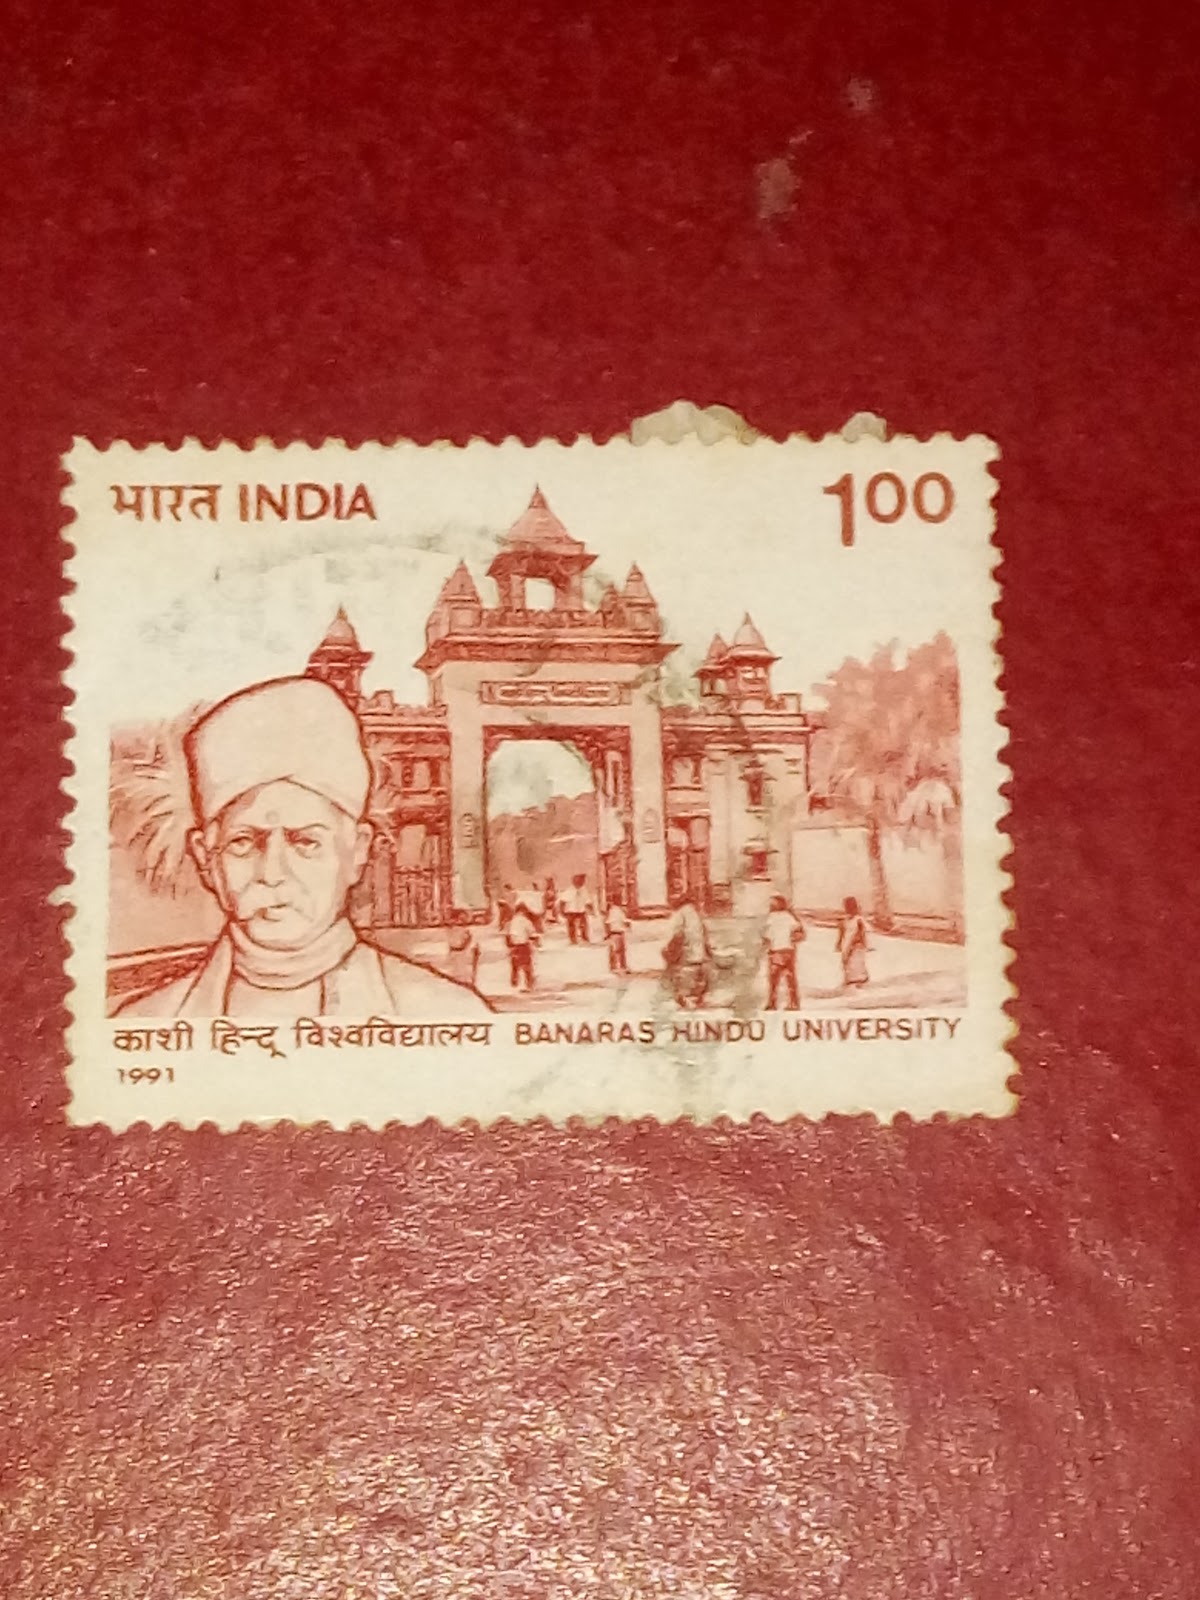 भारत INDIA 100
काशी हिन्दू विश्वविद्यालय BANARAS HINDU UNIVERSITY
1991